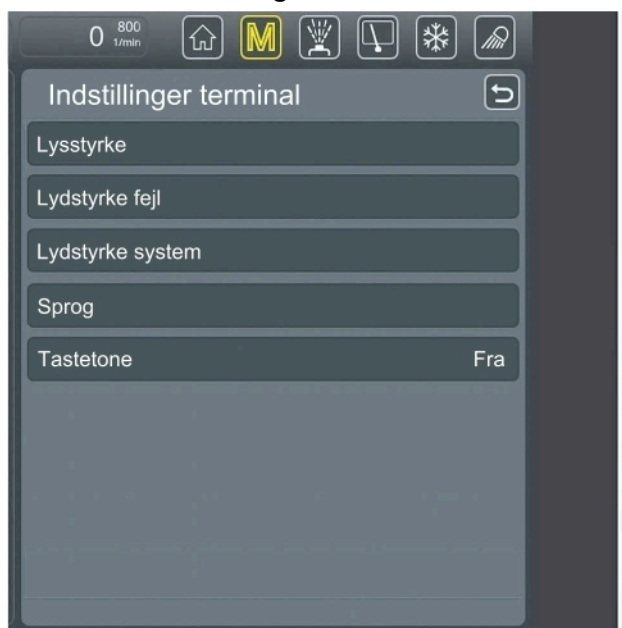 0 800 1/min
M
Indstillinger terminal
Lysstyrke
Lydstyrke fejl
Lydstyrke system
Sprog
Tastetone Fra